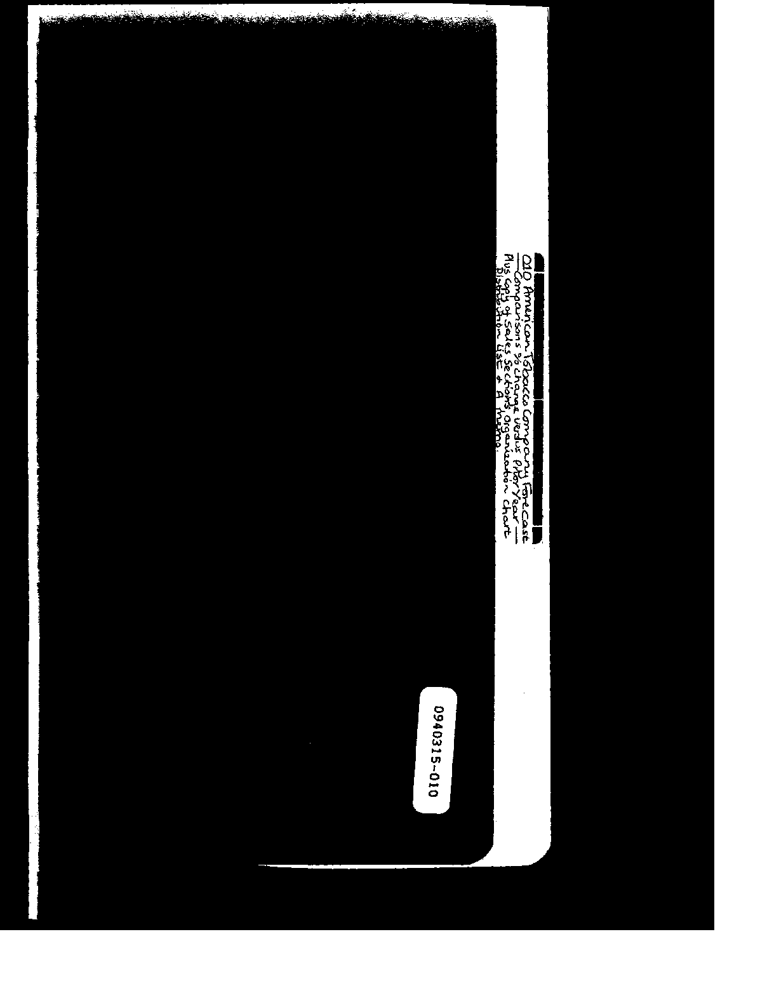 010 American Tobacco Company Forecast
— Comparisons % Change versus Prior Year —
Plus Copy of Sales Sections, Organization Chart
Distribution List + A memo.
0940315-010